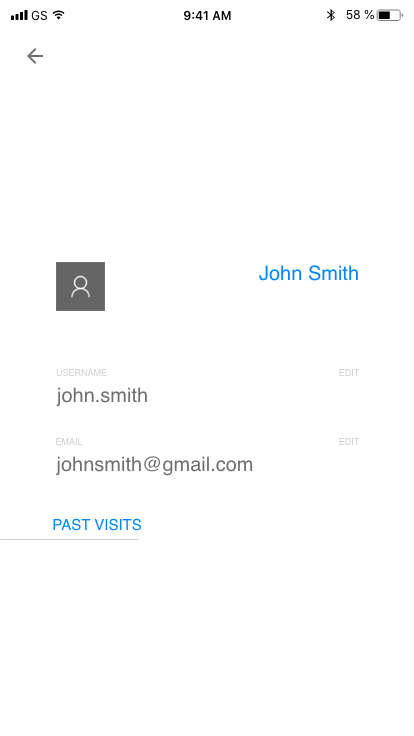 GS 9:41 AM 58 %
John Smith
USERNAME EDIT
john.smith
EMAIL EDIT
johnsmith@gmail.com
PAST VISITS